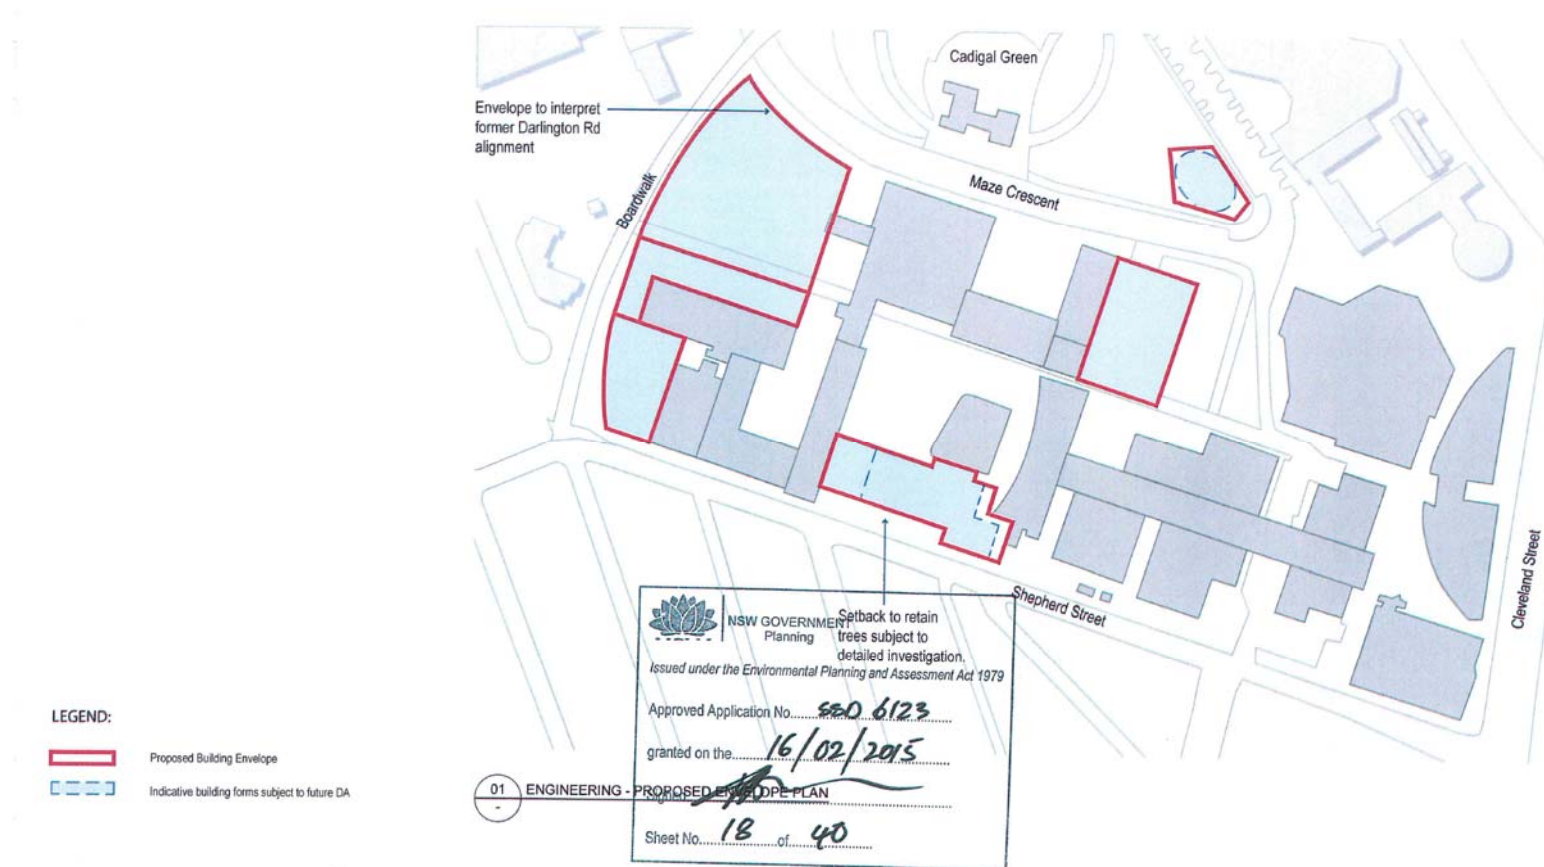 Cadigal Green
Envelope to interpret
former Darlington Rd
alignment
Boardwalk
Maze Crescent
Cleveland Street
Shepherd Street
Setback to retain
trees subject to
detailed investigation.
NSW GOVERNMENT
Planning
Issued under the Environmental Planning and Assessment Act 1979
Approved Application No. SSD 6123
granted on the 16/02/2015
Signed
Sheet No. 18 of 40
LEGEND:
Proposed Building Envelope
Indicative building forms subject to future DA
01
-
ENGINEERING - PROPOSED ENVELOPE PLAN